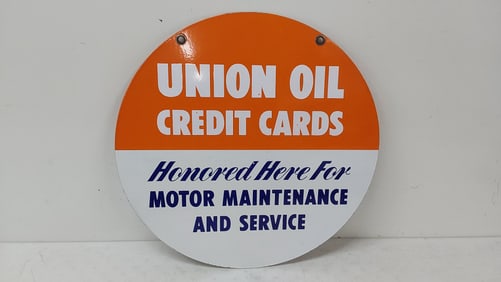 UNION OIL
CREDIT CARDS
Honored Here For
MOTOR MAINTENANCE
AND SERVICE